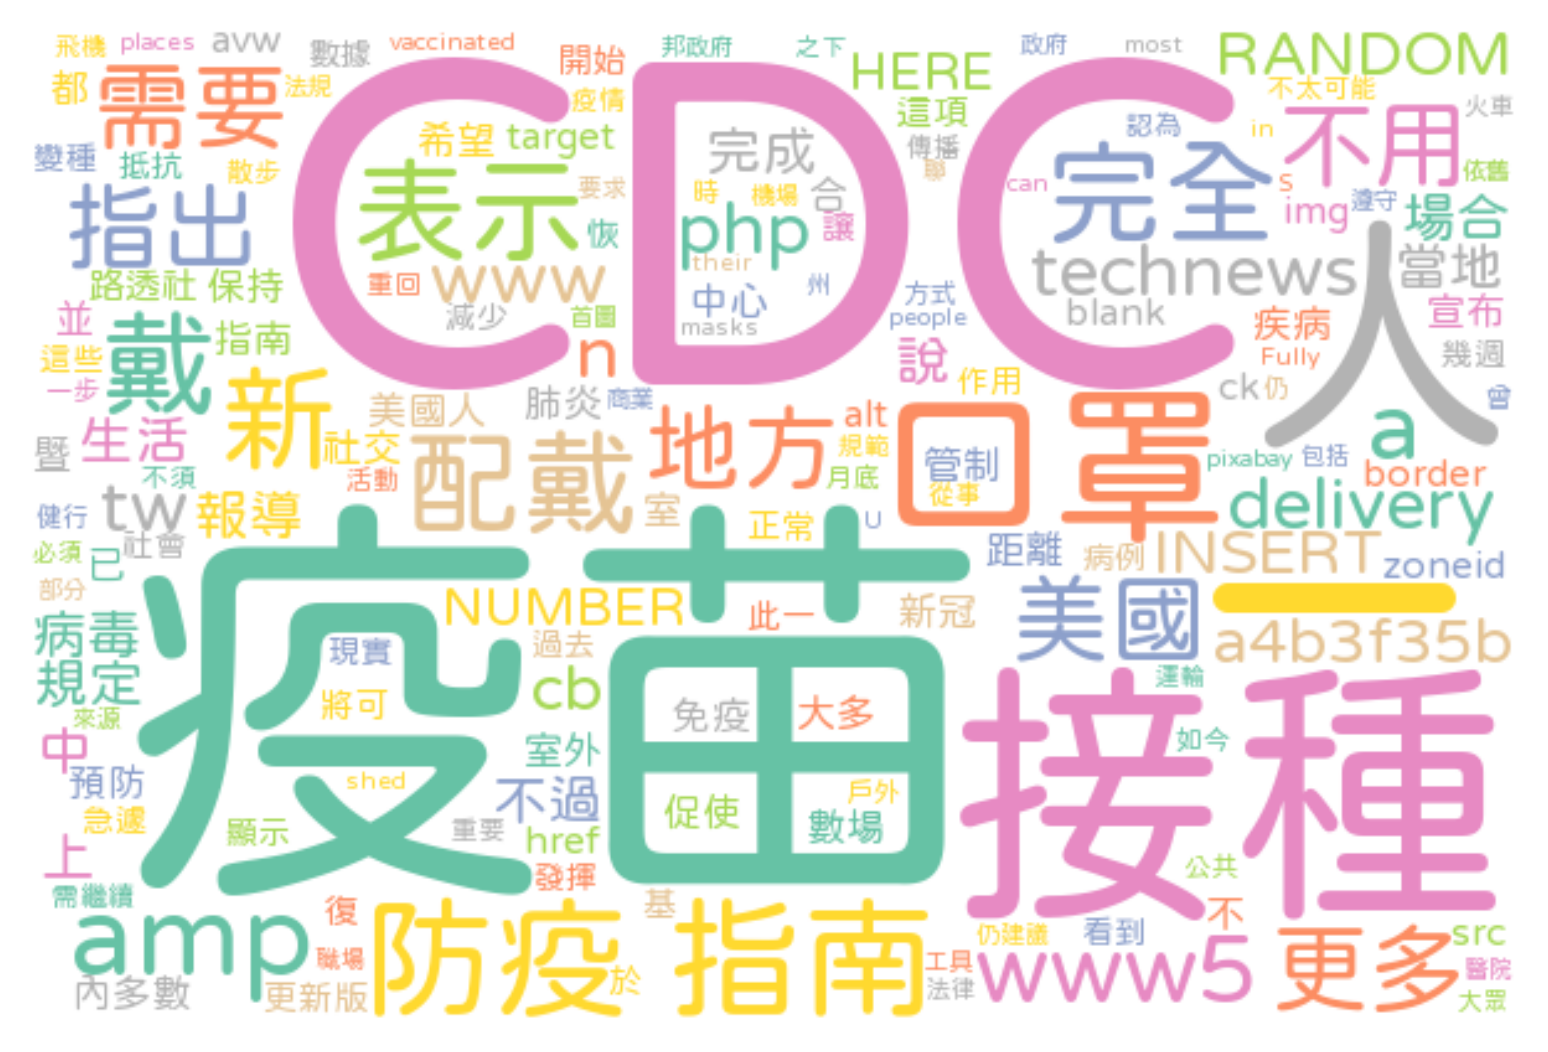 飛機 places avw 數據 vaccinated 開始 邦政府 之下 HERE 政府 most RANDOM
都 需要 法規 CDC 疫情 這項 不太可能 火車
變種 抵抗 散步 希望 target 完成 傳播 聯 認為 in 不用
指出 表示 要求 時 機場 合 can 完全 s 依舊
恢 php 讓 img 遵守 場合
路透社 保持 重回 www their 中心 州 方式 technews 當地 人
並 指南 減少 首圖 masks people blank 疾病 宣布
這些 戴 n 說 作用 Fully 幾週
一步 新 美國人 肺炎 商業 ck 仍 曾
暨 生活 社交 配戴 地方 alt 規範 口罩 a
不須 活動 月底 管制 從事 pixabay 包括 border
健行 tw 報導 室 正常 U delivery
必須 已 社會 距離 病例 INSERT zoneid
部分 疫苗 NUMBER 此一 新冠 美國 一
病毒 現實 過去 a4b3f35b
規定 將可 cb 免疫 大多 運輸 接種
來源 中 室外 如今
預防 shed 不過 促使 戶外
急遽 顯示 重要 href 數場
上 發揮 公共
需繼續 amp 復 防疫 指南 基 仍建議 看到 不 src
職場 工具 www5 更多 醫院
內多數 更新版 於 法律 大眾